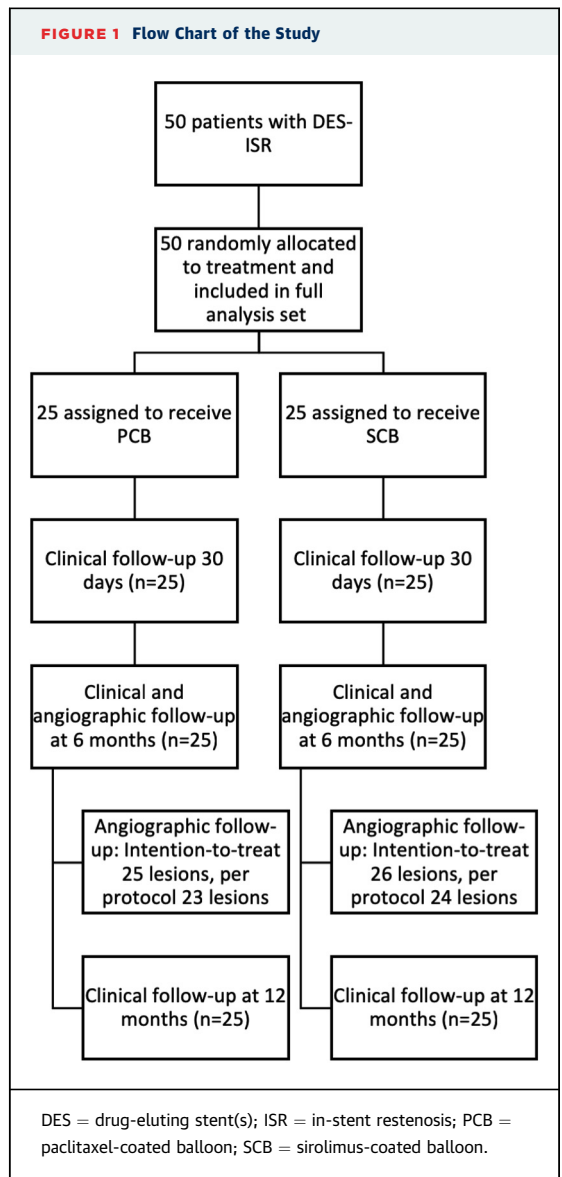 FIGURE 1 Flow Chart of the Study
50 patients with DES-
ISR
50 randomly allocated
to treatment and
included in full
analysis set
25 assigned to receive
PCB
25 assigned to receive
SCB
Clinical follow-up 30
days (n=25)
Clinical follow-up 30
days (n=25)
Clinical and
angiographic follow-up
at 6 months (n=25)
Clinical and
angiographic follow-up
at 6 months (n=25)
Angiographic follow-
up: Intention-to-treat
25 lesions, per
protocol 23 lesions
Angiographic follow-
up: Intention-to-treat
26 lesions, per
protocol 24 lesions
Clinical follow-up at 12
months (n=25)
Clinical follow-up at 12
months (n=25)
DES = drug-eluting stent(s); ISR = in-stent restenosis; PCB =
paclitaxel-coated balloon; SCB = sirolimus-coated balloon.